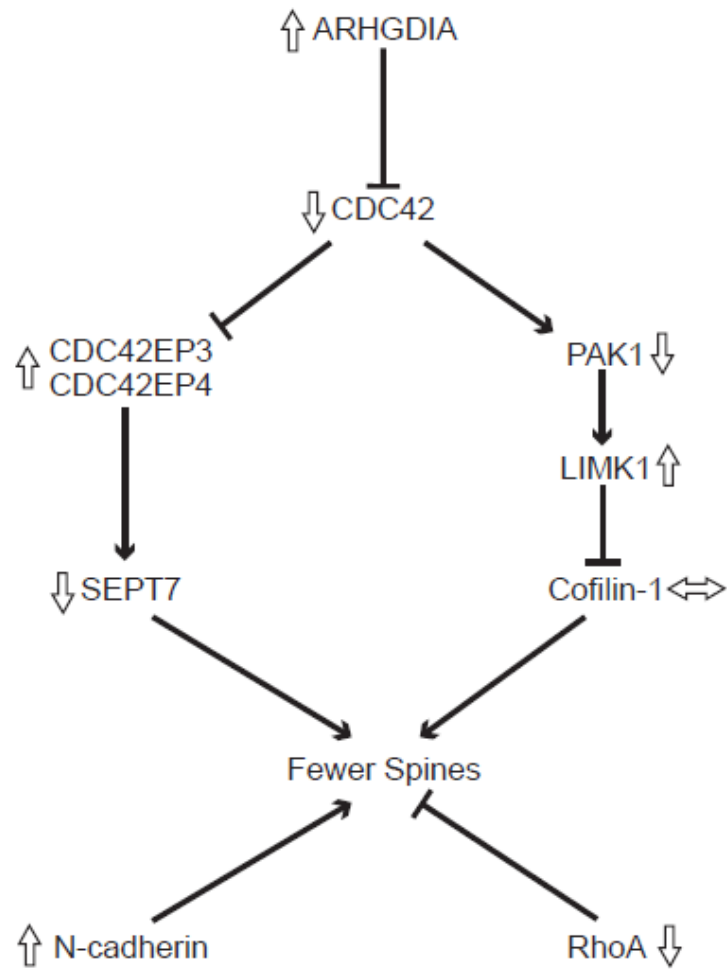 ARHGDIA
CDC42
CDC42EP3
CDC42EP4
PAK1
LIMK1
SEPT7
Cofilin-1
Fewer Spines
N-cadherin
RhoA